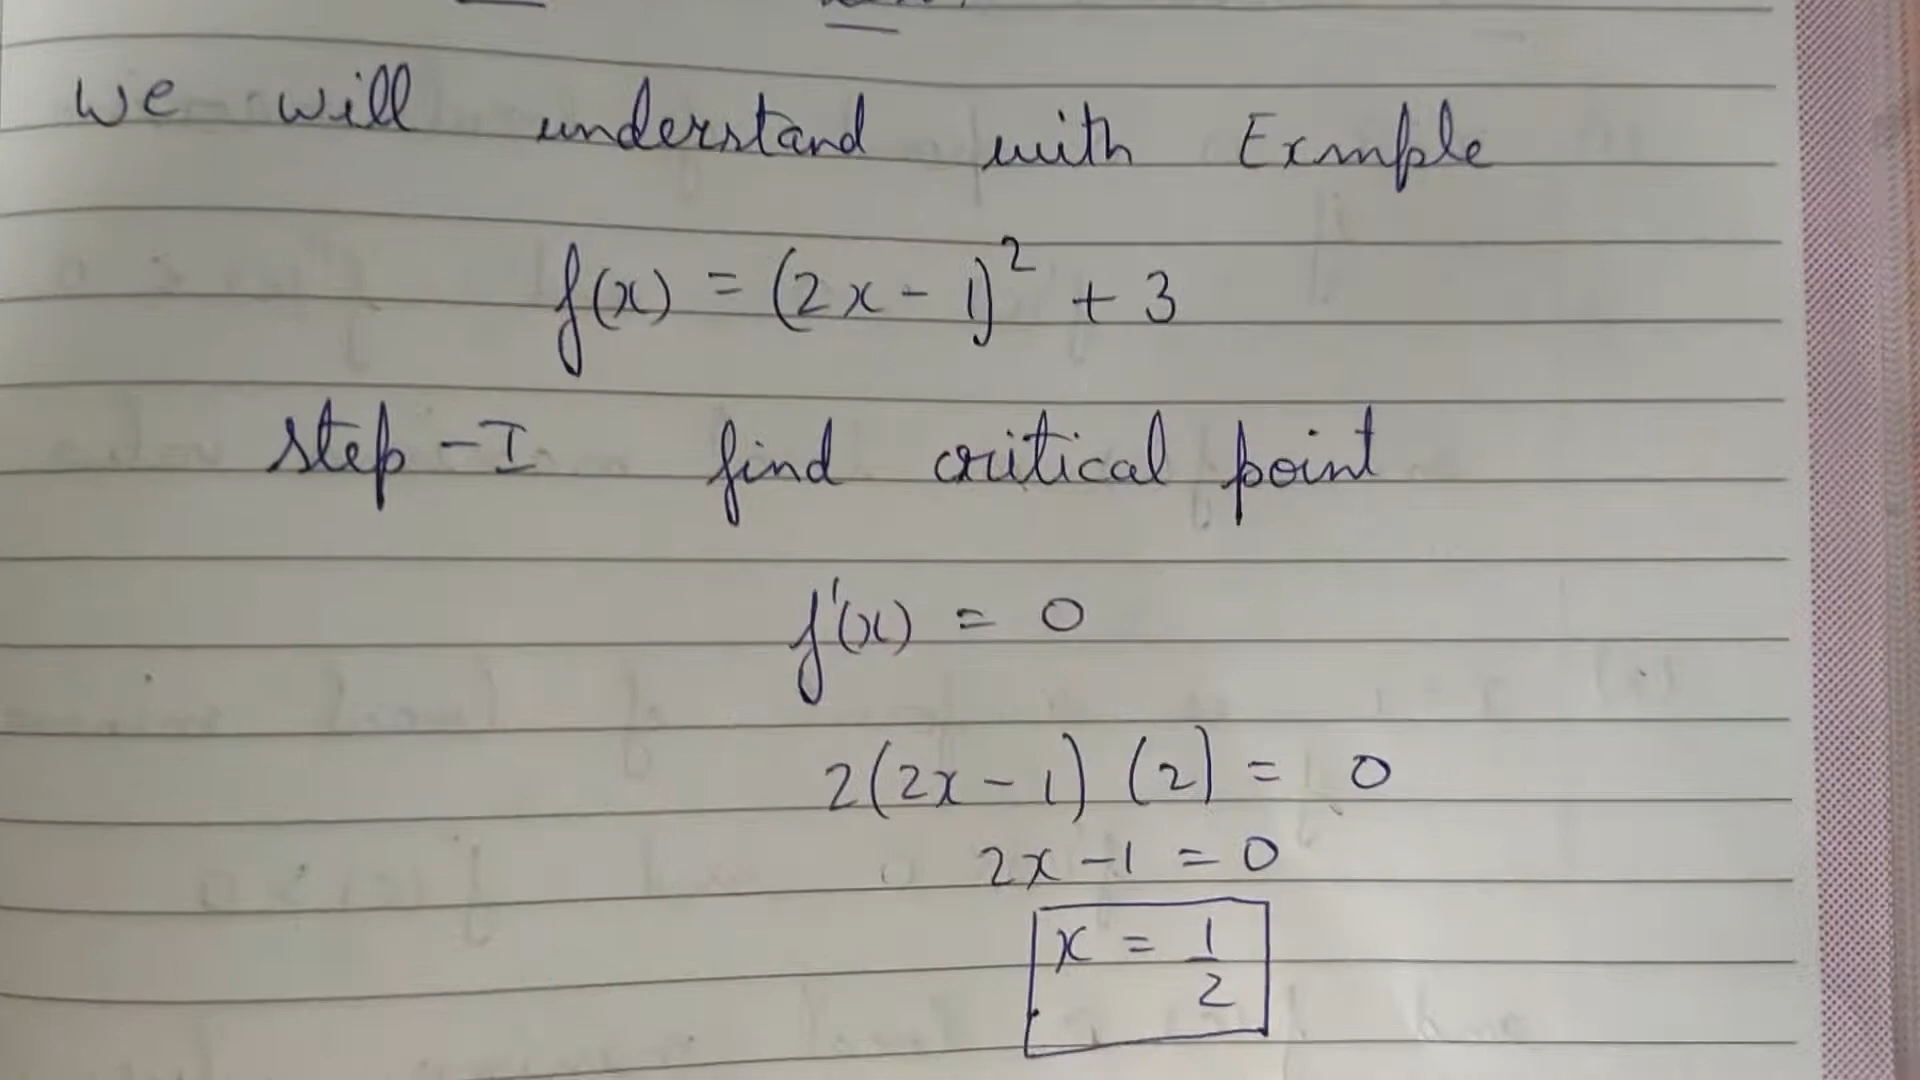 we will understand with Exmple
f(x) = (2x - 1)² + 3
step - I find critical point
f'(x) = 0
2(2x - 1) (2) = 0
2x - 1 = 0
x = 1/2